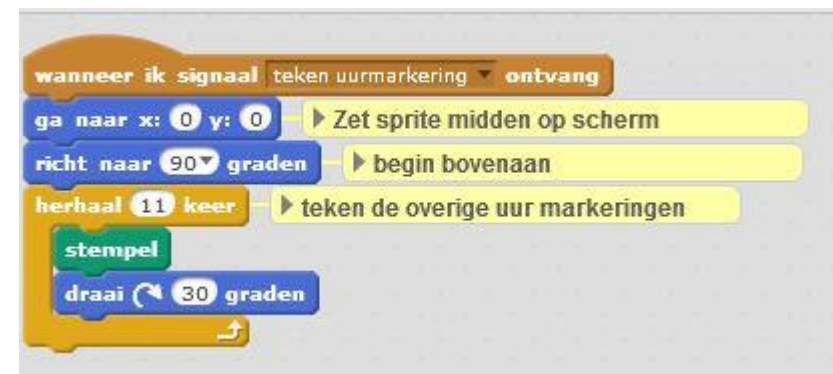 wanneer ik signaal teken uurmarkering ontvang
ga naar x: 0 y: 0 Zet sprite midden op scherm
richt naar 90 graden begin bovenaan
herhaal 11 keer teken de overige uur markeringen
stempel
draai 30 graden